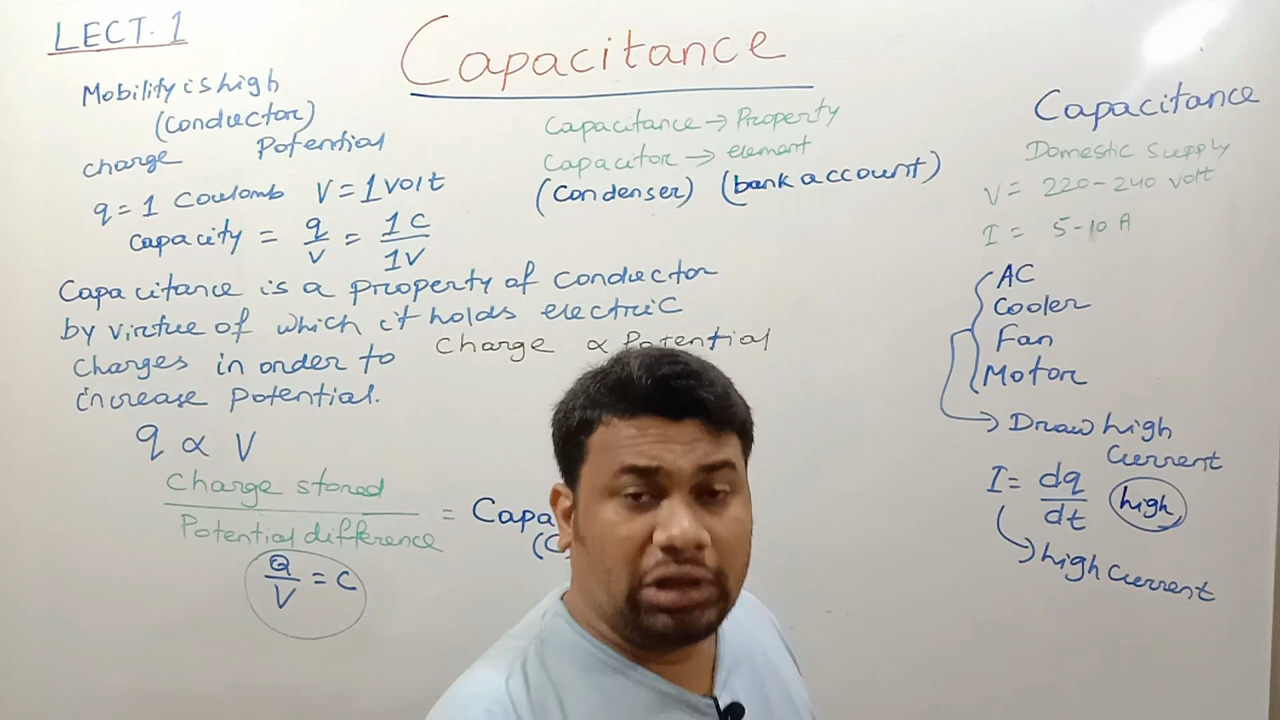 LECT. 1
Capacitance
Mobility is high
(Conductor)
charge Potential
q = 1 Coulomb V = 1 volt
Capacity = q/V = 1C/1V
Capacitance → Property
Capacitor → element
(Condenser) (bank account)
Capacitance is a property of conductor
by virtue of which it holds electric
Charges in order to
increase Potential.
Charge ∝ Potential
q ∝ V
Charge stored
Potential difference
= Capa
(C
Q/V = C
Capacitance
Domestic Supply
V = 220-240 volt
I = 5-10 A
AC
Cooler
Fan
Motor
→ Draw high
Current
I = dq/dt high
→ high Current